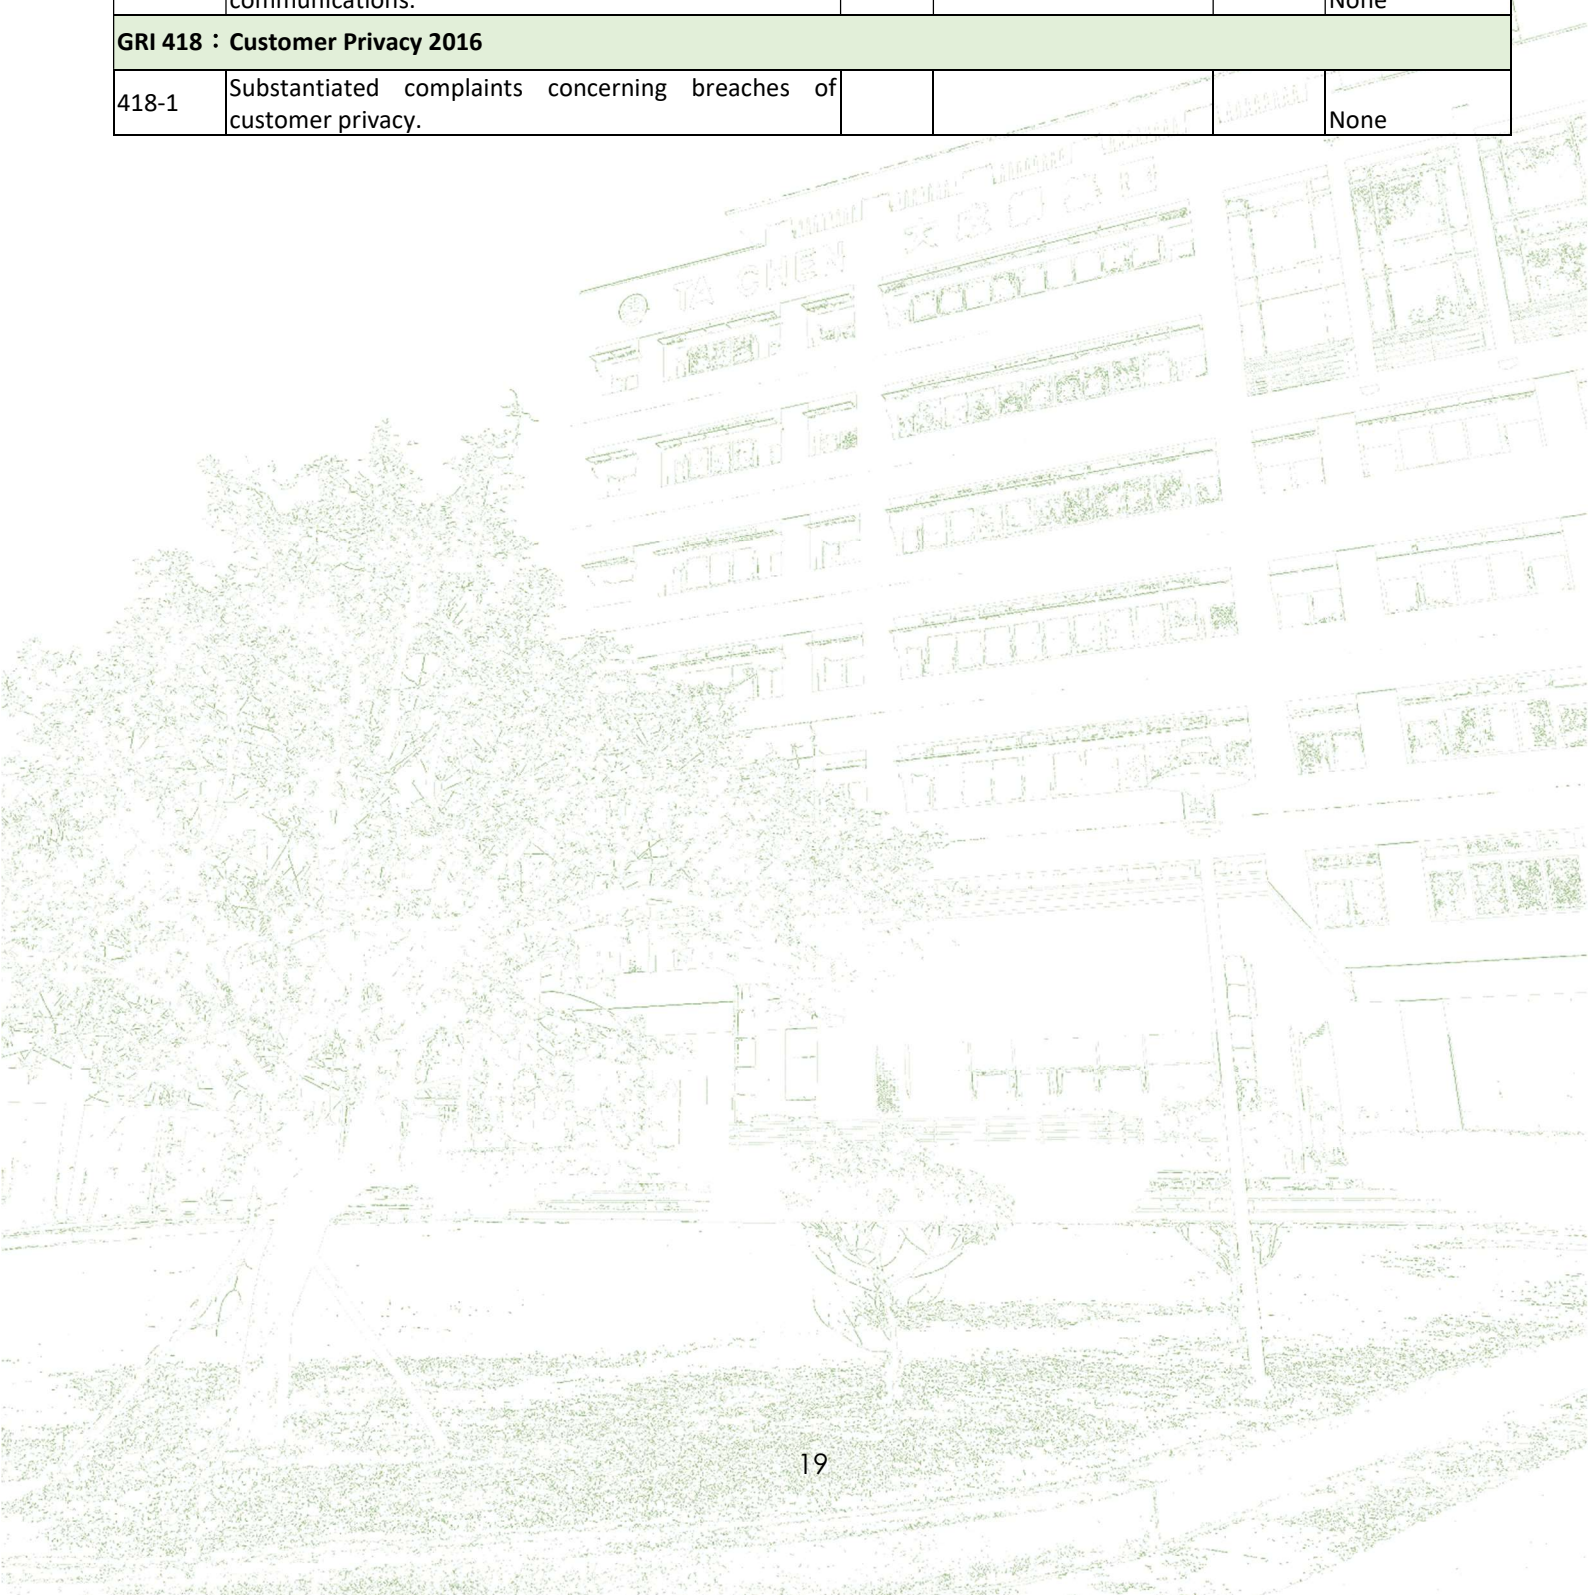 communications.
None
GRI 418：Customer Privacy 2016
418-1
Substantiated complaints concerning breaches of
customer privacy.
None
TA CHEN
19